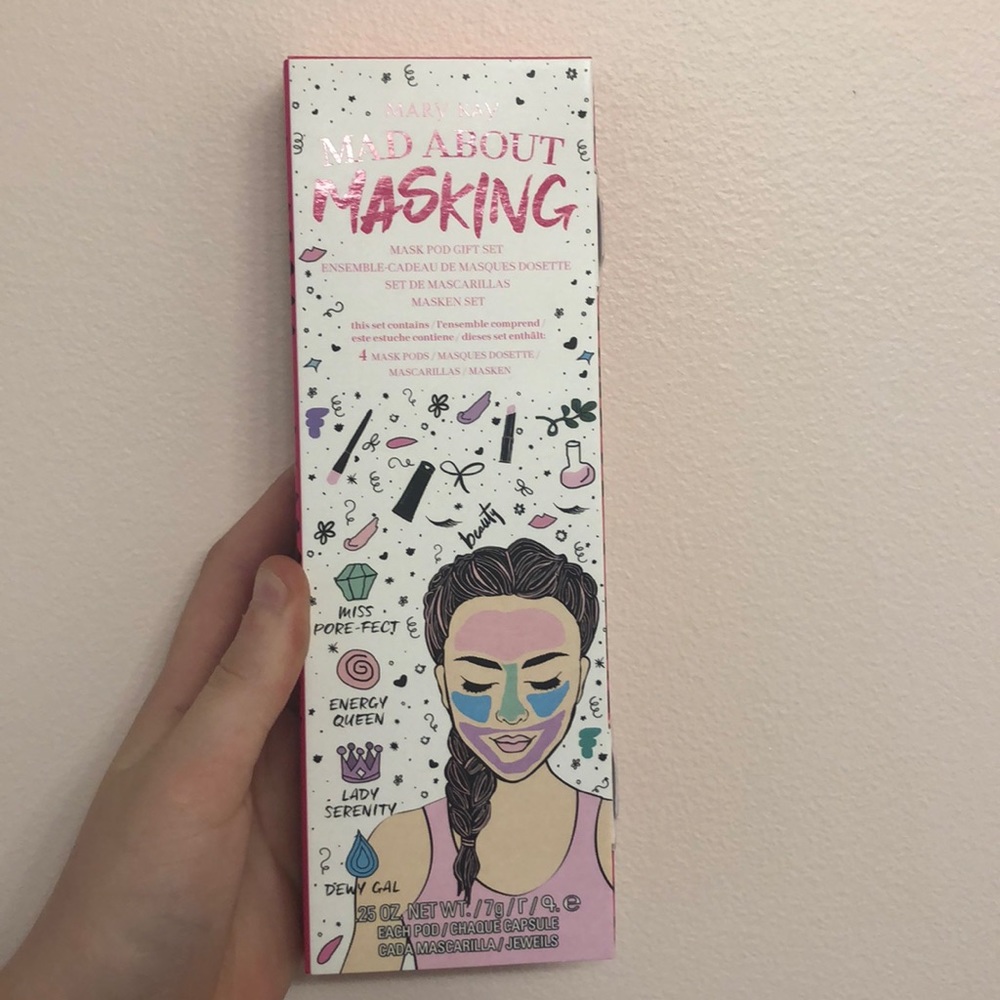 MARY KAY
MAD ABOUT
MASKING
MASK POD GIFT SET
ENSEMBLE-CADEAU DE MASQUES DOSETTE
SET DE MASCARILLAS
MASKEN SET
this set contains / l'ensemble comprend /
este estuche contiene / dieses set enthält:
4 MASK PODS / MASQUES DOSETTE /
MASCARILLAS / MASKEN
beauty
MISS
PORE-FECT
ENERGY
QUEEN
LADY
SERENITY
DEWY GAL
.25 OZ. NET WT. / 7g / Г / Գ. ℮
EACH POD / CHAQUE CAPSULE
CADA MASCARILLA / JEWEILS